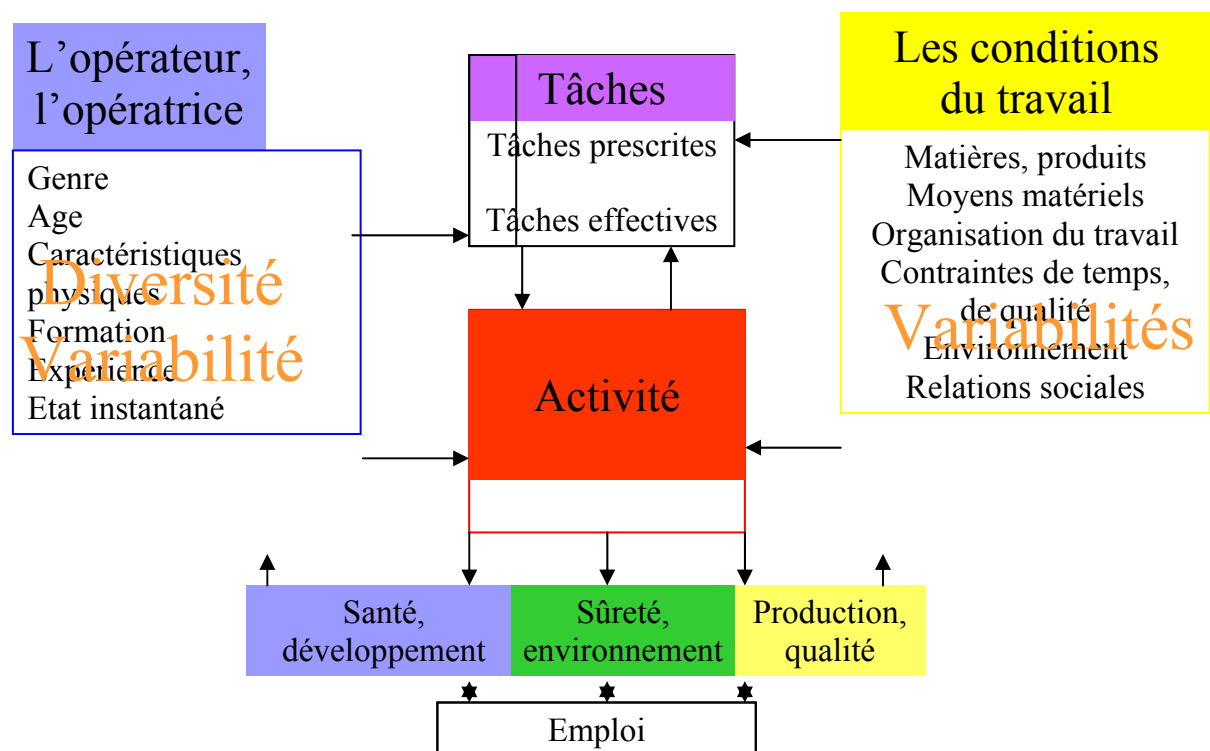 L'opérateur,
l'opératrice
Genre
Age
Caractéristiques
physiques
Formation
Expérience
Etat instantané
Diversité
Variabilité
Tâches
Tâches prescrites
Tâches effectives
Activité
Les conditions
du travail
Matières, produits
Moyens matériels
Organisation du travail
Contraintes de temps,
de qualité
Environnement
Relations sociales
Variabilités
Santé,
développement
Sûreté,
environnement
Production,
qualité
Emploi